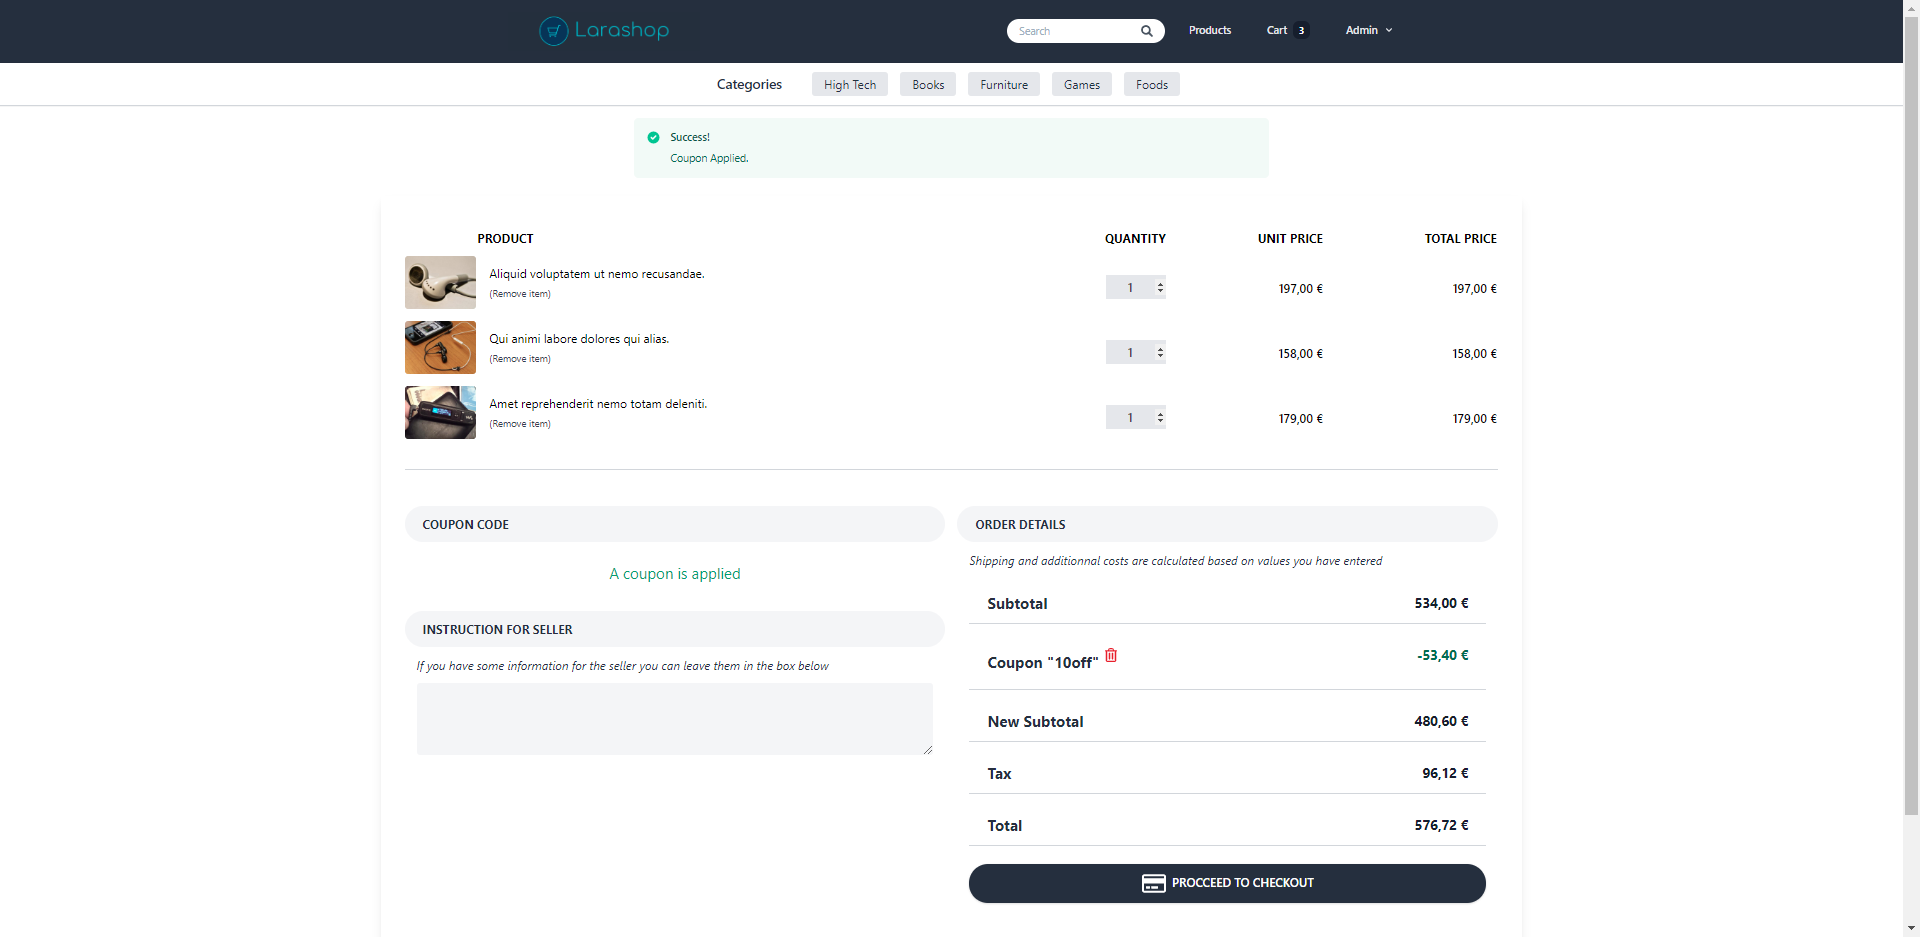 Larashop
Search
Products
Cart 3
Admin
Categories
High Tech
Books
Furniture
Games
Foods
Success!
Coupon Applied.
PRODUCT QUANTITY UNIT PRICE TOTAL PRICE
Aliquid voluptatem ut nemo recusandae.
(Remove item)
1 197,00 € 197,00 €
Qui animi labore dolores qui alias.
(Remove item)
1 158,00 € 158,00 €
Amet reprehenderit nemo totam deleniti.
(Remove item)
1 179,00 € 179,00 €
COUPON CODE
A coupon is applied
INSTRUCTION FOR SELLER
If you have some information for the seller you can leave them in the box below
ORDER DETAILS
Shipping and additionnal costs are calculated based on values you have entered
Subtotal 534,00 €
Coupon "10off" -53,40 €
New Subtotal 480,60 €
Tax 96,12 €
Total 576,72 €
PROCCEED TO CHECKOUT